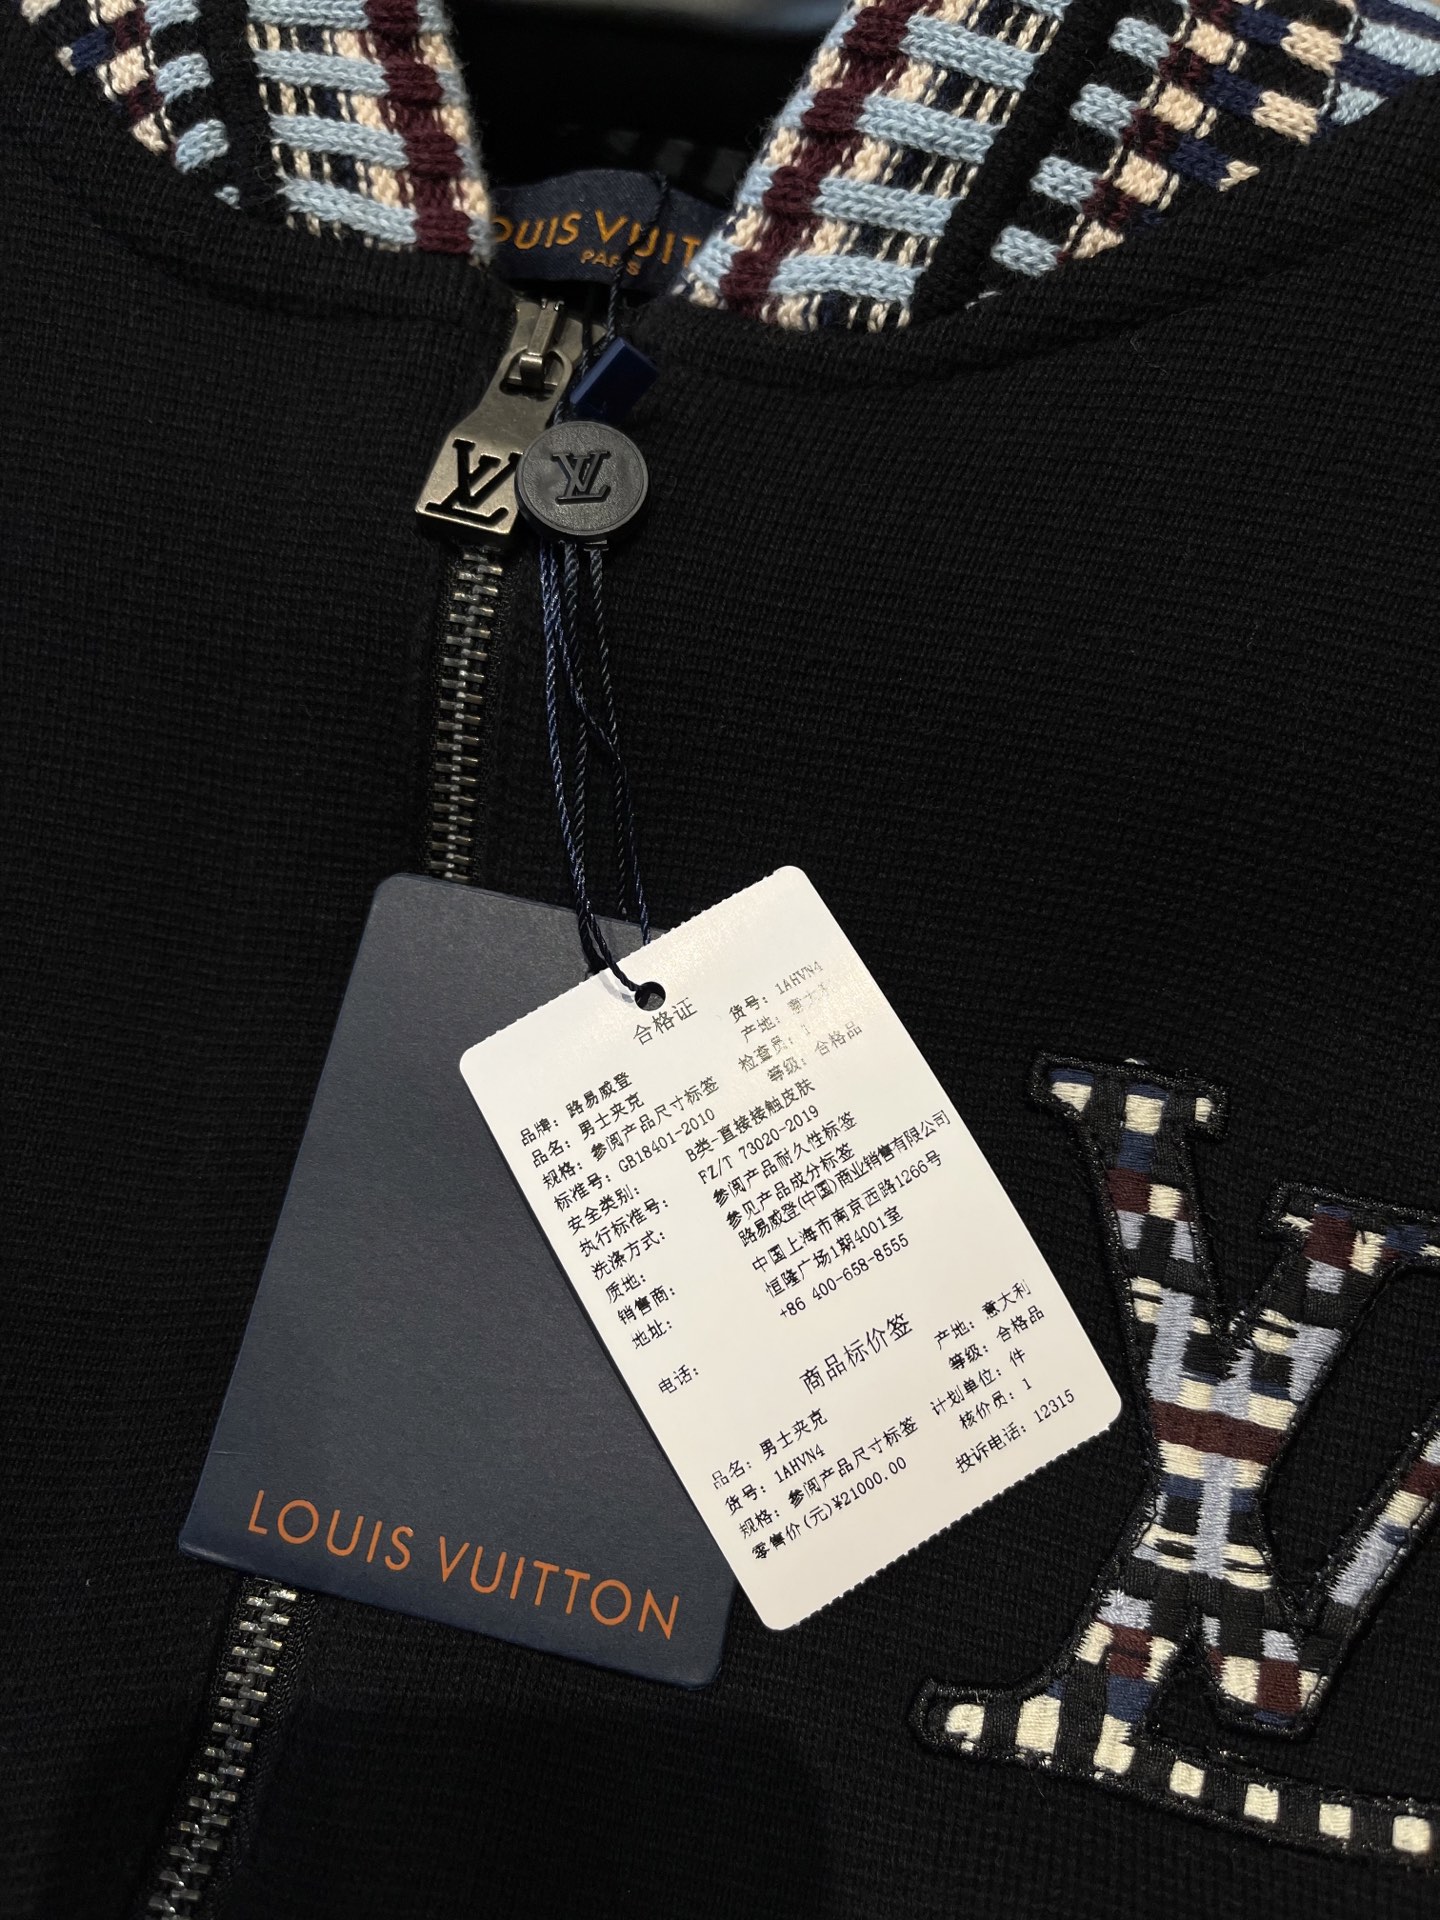 LOUIS VUITTON
PARIS
LV
LV
合格证
货号: 1AHVN4
品牌: 路易威登
产地: 意大利
品名: 男士夹克
检查员: 1
规格: 参阅产品尺寸标签
等级: 合格品
标准号: GB18401-2010
安全类别: B类-直接接触皮肤
执行标准号: FZ/T 73020-2019
洗涤方式: 参阅产品耐久性标签
质地: 参见产品成分标签
销售商: 路易威登(中国)商业销售有限公司
地址: 中国上海市南京西路1266号
恒隆广场1期4001室
电话: +86 400-658-8555
商品标价签
品名: 男士夹克
产地: 意大利
货号: 1AHVN4
等级: 合格品
规格: 参阅产品尺寸标签
计划单位: 件
零售价(元)¥21000.00
核价员: 1
投诉电话: 12315
LOUIS VUITTON
LV